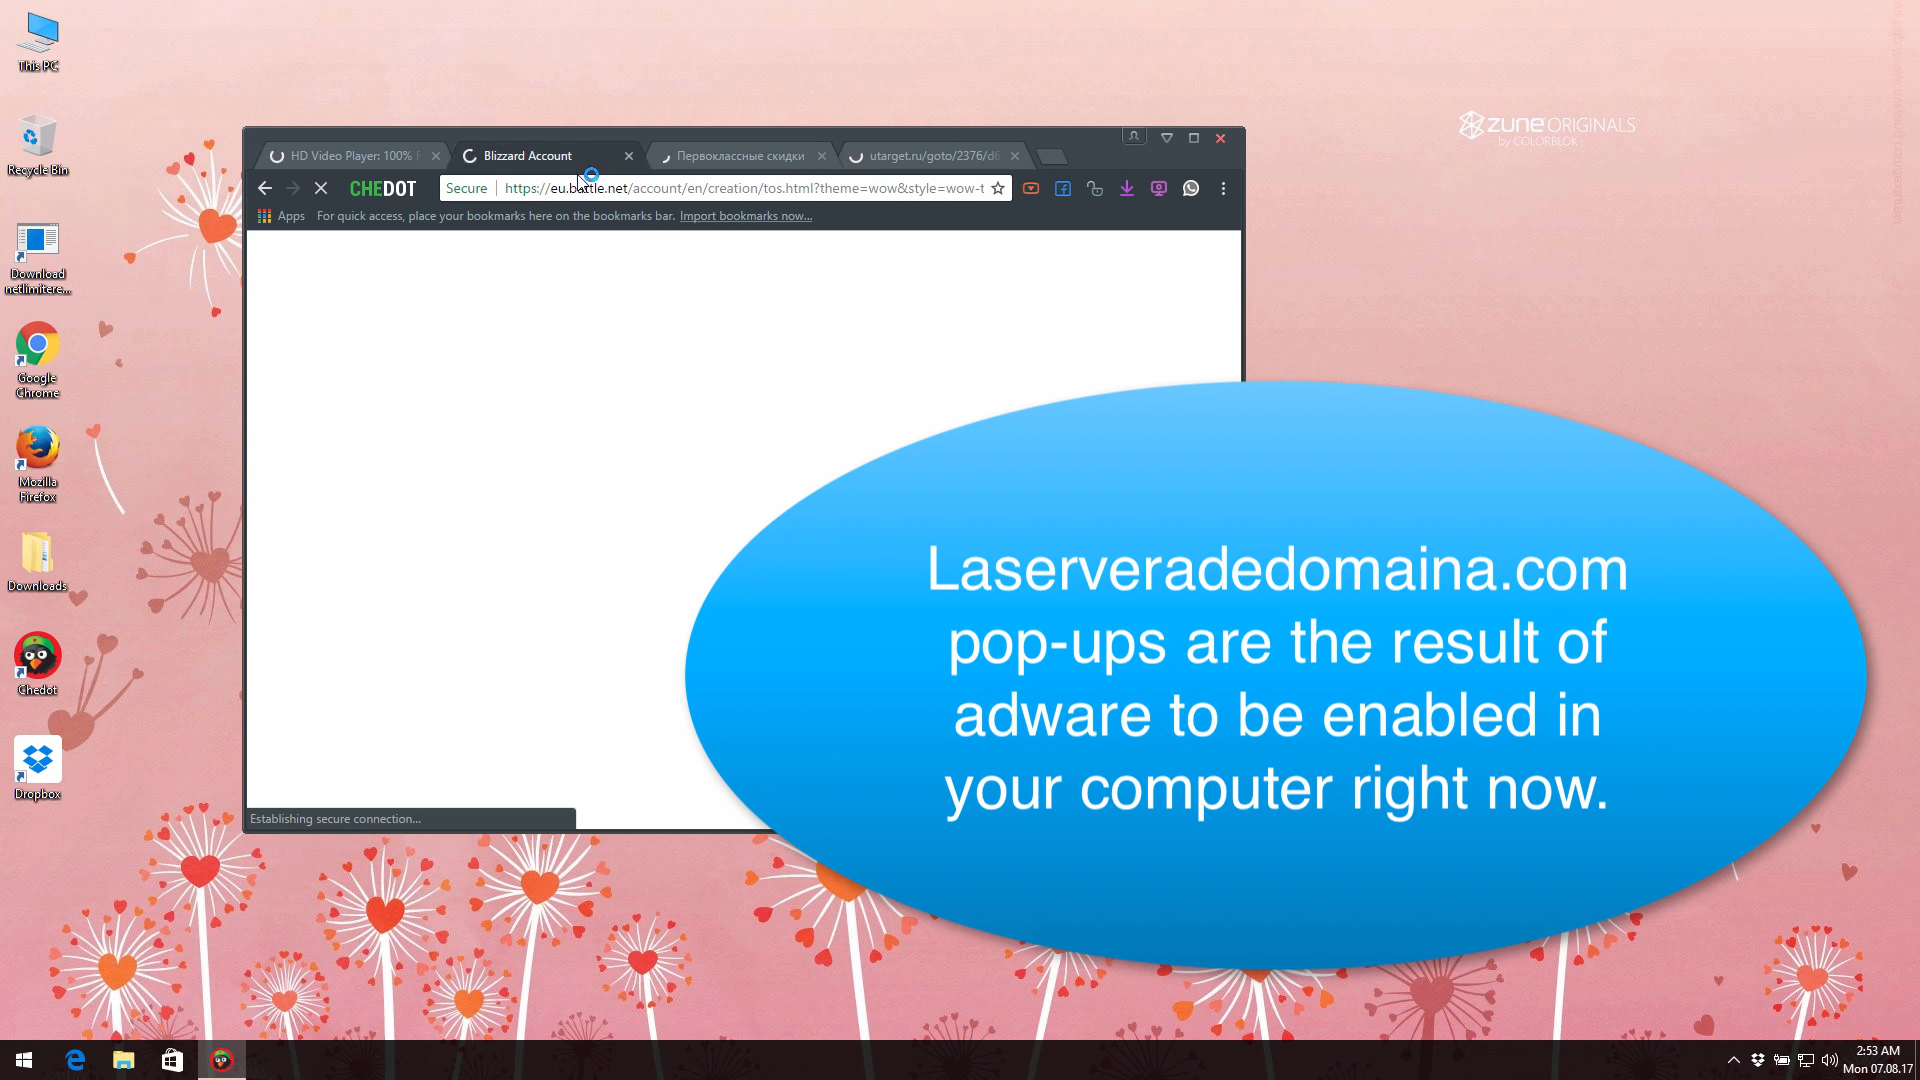 This PC
Recycle Bin
Download
netlimitere...
Google
Chrome
Mozilla
Firefox
Downloads
Chedot
Dropbox
ZUNE ORIGINALS
by COLORBLOK
HD Video Player: 100% F
Blizzard Account
Первоклассные скидки
utarget.ru/goto/2376/d6
CHEDOT
Secure
https://eu.battle.net/account/en/creation/tos.html?theme=wow&style=wow-t
Apps
For quick access, place your bookmarks here on the bookmarks bar. Import bookmarks now...
Laserveradedomaina.com
pop-ups are the result of
adware to be enabled in
your computer right now.
Establishing secure connection...
2:53 AM
Mon 07.08.17